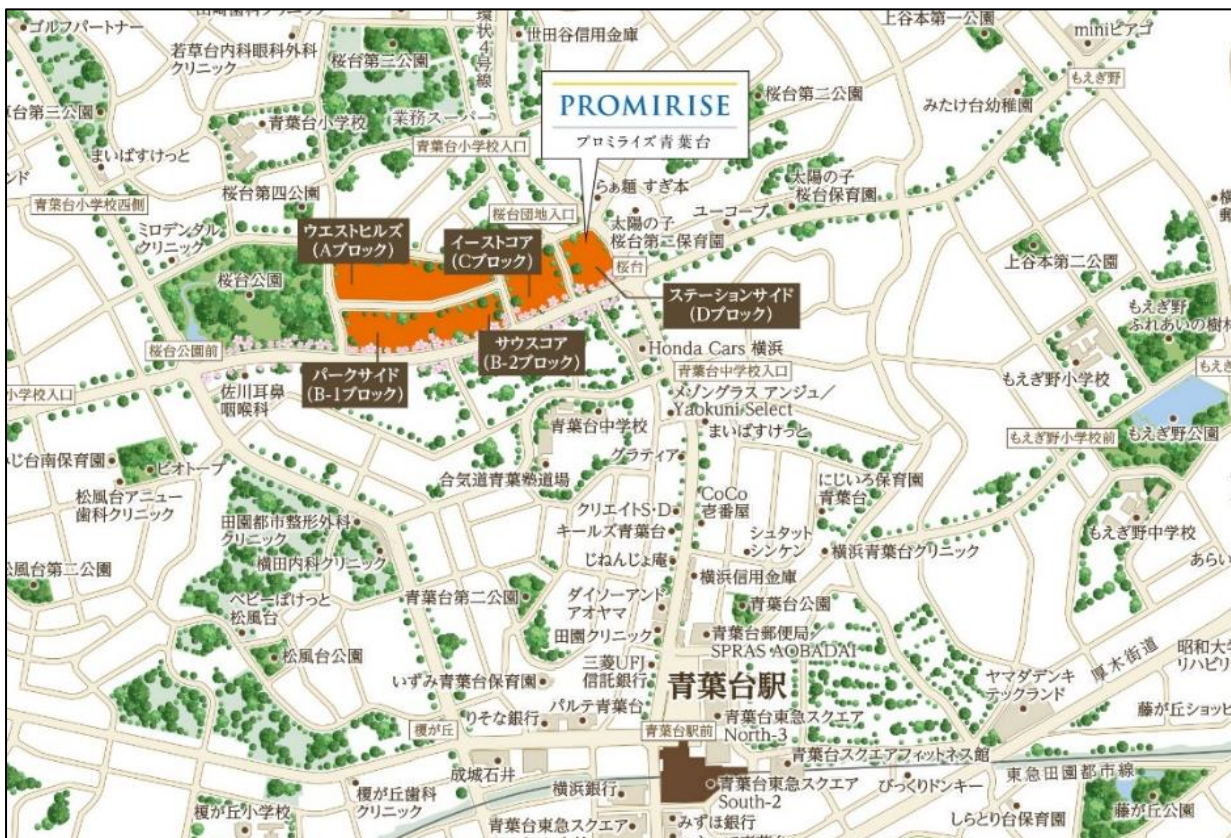 ゴルフパートナー
若草台内科眼科外科
クリニック
桜台第三公園
環状4号線
世田谷信用金庫
上谷本第一公園
miniピアゴ
もえぎ野
みたけ台幼稚園
PROMIRISE
プロミライズ青葉台
桜台第二公園
草台第三公園
青葉台小学校
業務スーパー
青葉台小学校入口
まいばすけっと
桜台第四公園
青葉台小学校西側
ミロデンタル
クリニック
ウエストヒルズ
(Aブロック)
イーストコア
(Cブロック)
桜台団地入口
らぁ麺 すぎ本
太陽の子
桜台第二保育園
ユーコープ
太陽の子
桜台保育園
桜台
桜台公園
ステーションサイド
(Dブロック)
上谷本第二公園
もえぎ野
ふれあいの樹林
桜台公園前
パークサイド
(B-1ブロック)
サウスコア
(B-2ブロック)
Honda Cars 横浜
青葉台中学校入口
小学校入口
佐川耳鼻
咽喉科
メゾングラス アンジュ/
Yaokuni Select
まいばすけっと
もえぎ野小学校
もえぎ野小学校前
もえぎ野公園
青葉台中学校
グラティア
じ台南保育園
ビオトープ
松風台アニュー
歯科クリニック
合気道青葉塾道場
にじいろ保育園
青葉台
CoCo
壱番屋
クリエイトS・D
キールズ青葉台
シュタット
シンケン
横浜青葉台クリニック
もえぎ野中学校
田園都市整形外科
クリニック
横田内科クリニック
じねんじょ庵
横浜信用金庫
松風台第二公園
ベビーぽけっと
松風台
青葉台第二公園
ダイソーアンド
アオヤマ
青葉台公園
田園クリニック
青葉台郵便局/
SPRAS AOBADAI
松風台公園
三菱UFJ
信託銀行
いずみ青葉台保育園
青葉台駅
ヤマダデンキ
テックランド
厚木街道
昭和大学
リハビリ
りそな銀行
パルテ青葉台
榎が丘
青葉台駅前
青葉台東急スクエア
North-3
藤が丘ショッピ
青葉台スクエアフィットネス館
成城石井
横浜銀行
青葉台東急スクエア
South-2
びっくりドンキー
東急田園都市線
榎が丘歯科
クリニック
榎が丘小学校
青葉台東急スクエア
みずほ銀行
しらとり台保育園
藤が丘公園